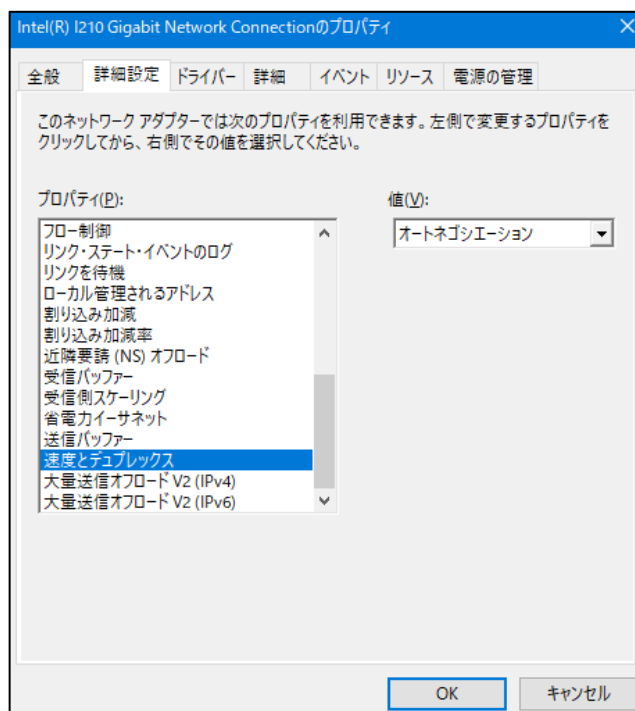 Intel(R) I210 Gigabit Network Connectionのプロパティ
全般 詳細設定 ドライバー 詳細 イベント リソース 電源の管理
このネットワーク アダプターでは次のプロパティを利用できます。左側で変更するプロパティを
クリックしてから、右側でその値を選択してください。
プロパティ(P):
フロー制御
リンク・ステート・イベントのログ
リンクを待機
ローカル管理されるアドレス
割り込み加減
割り込み加減率
近隣要請 (NS) オフロード
受信バッファー
受信側スケーリング
省電力イーサネット
送信バッファー
速度とデュプレックス
大量送信オフロード V2 (IPv4)
大量送信オフロード V2 (IPv6)
値(V):
オートネゴシエーション
OK キャンセル